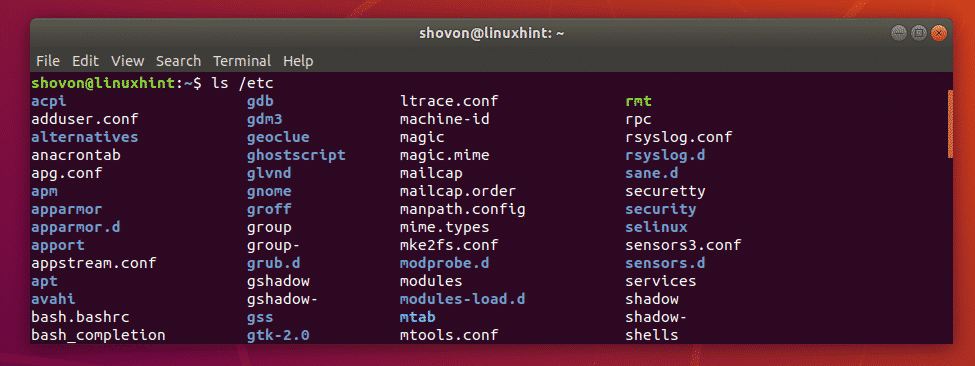 shovon@linuxhint: ~
File Edit View Search Terminal Help
shovon@linuxhint:~$ ls /etc
acpi gdb ltrace.conf rmt
adduser.conf gdm3 machine-id rpc
alternatives geoclue magic rsyslog.conf
anacrontab ghostscript magic.mime rsyslog.d
apg.conf glvnd mailcap sane.d
apm gnome mailcap.order securetty
apparmor groff manpath.config security
apparmor.d group mime.types selinux
apport group- mke2fs.conf sensors3.conf
appstream.conf grub.d modprobe.d sensors.d
apt gshadow modules services
avahi gshadow- modules-load.d shadow
bash.bashrc gss mtab shadow-
bash_completion gtk-2.0 mtools.conf shells